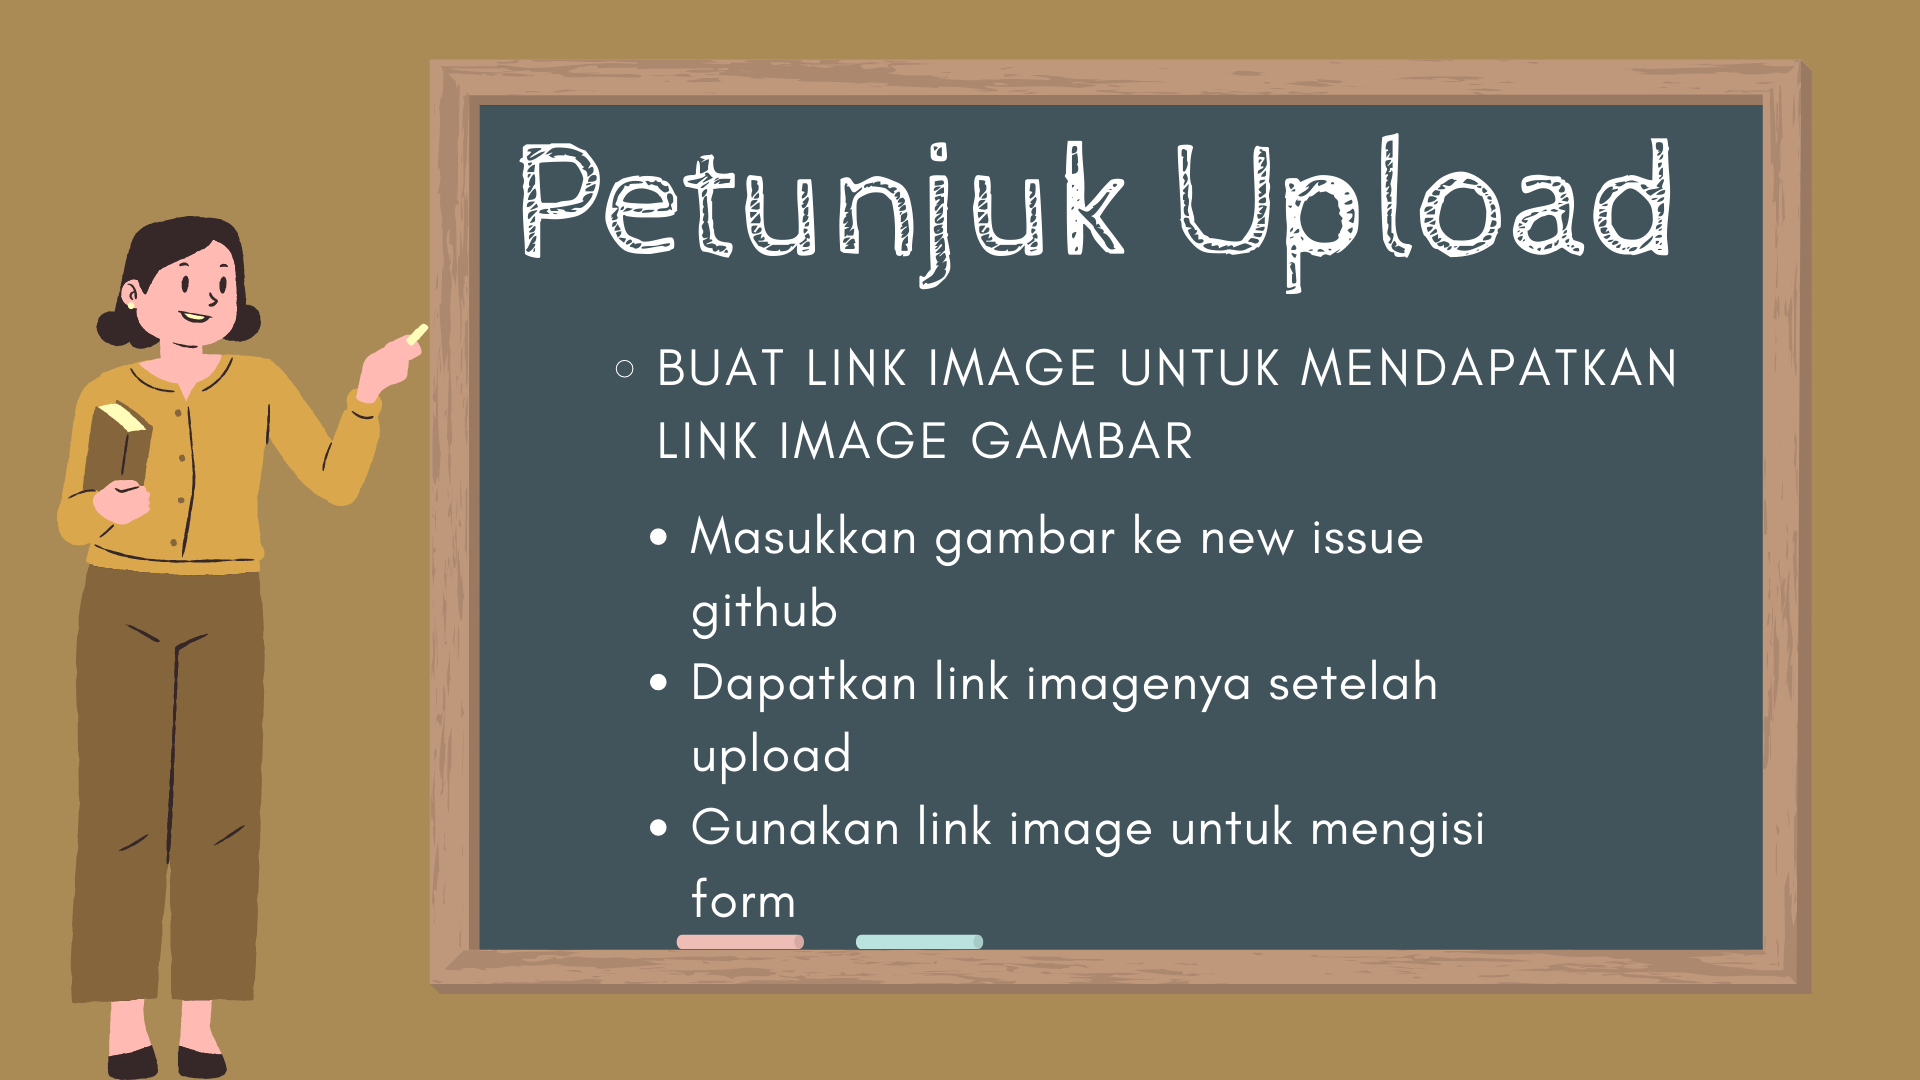 Petunjuk Upload
BUAT LINK IMAGE UNTUK MENDAPATKAN
LINK IMAGE GAMBAR
Masukkan gambar ke new issue
github
Dapatkan link imagenya setelah
upload
Gunakan link image untuk mengisi
form